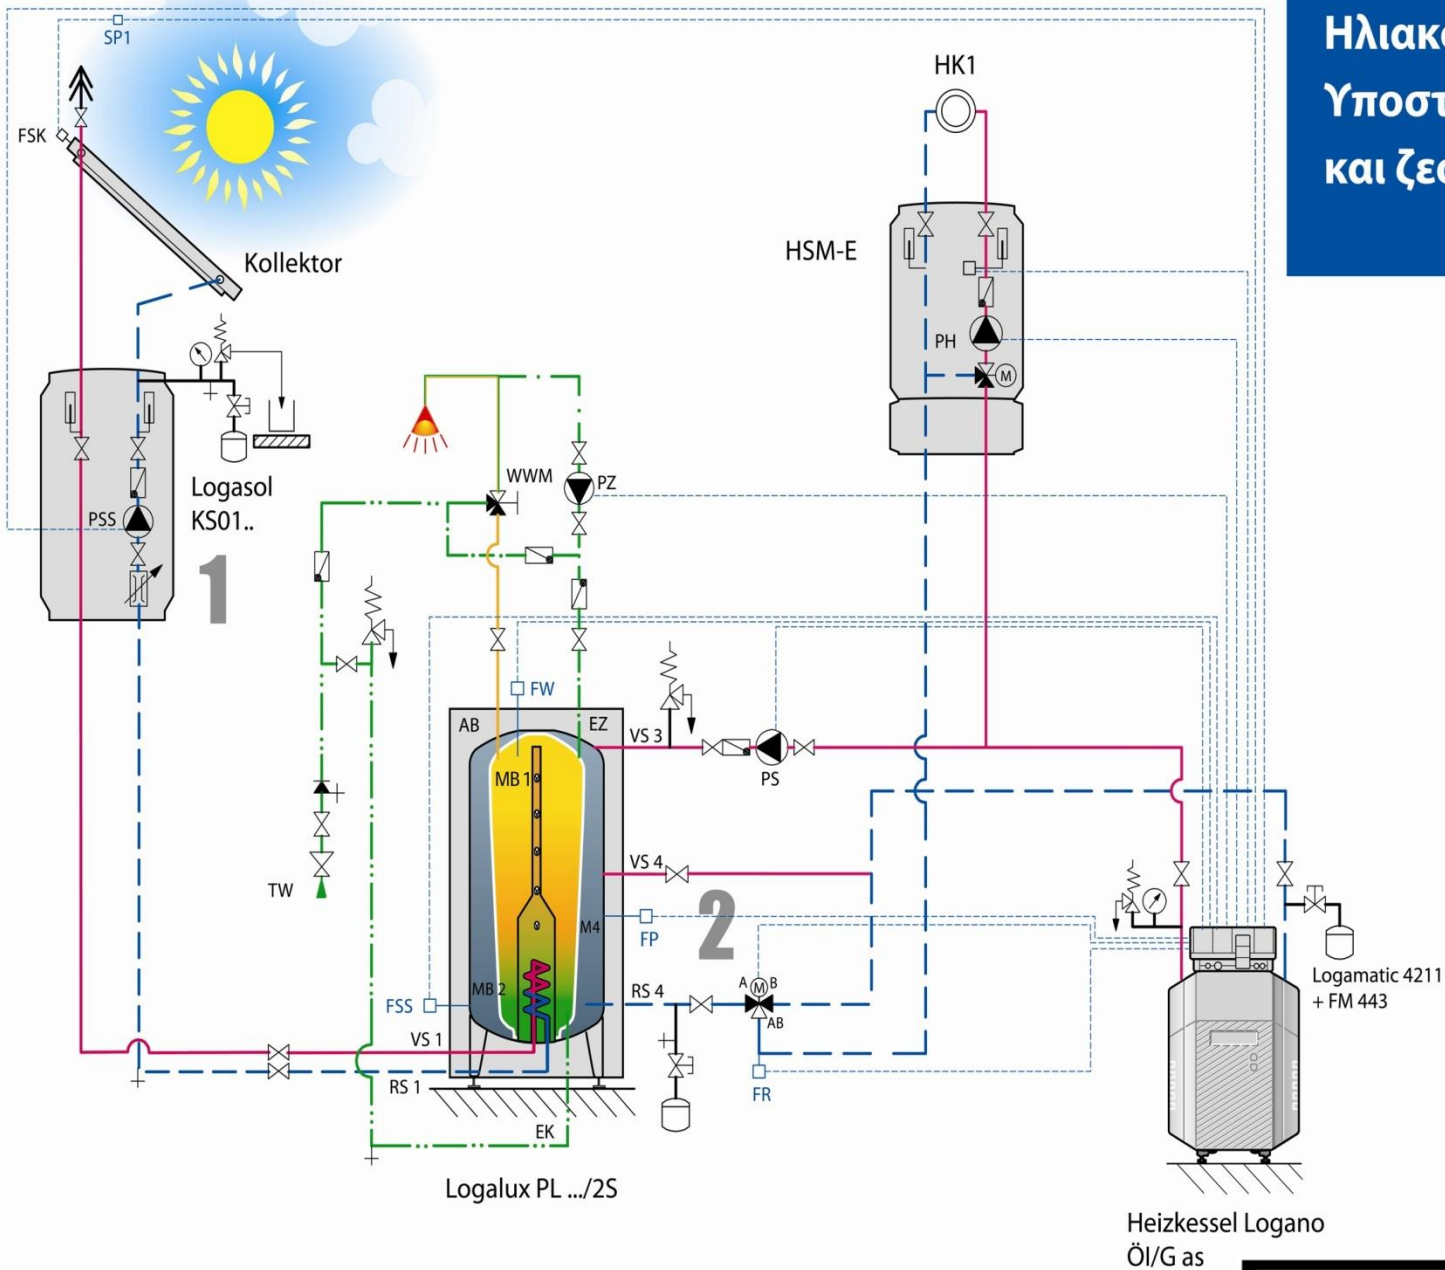 Ηλιακ
Υποστ
και ζεσ
SP1
FSK
HK1
HSM-E
Kollektor
PH
M
Logasol
KS01..
PSS
1
WWM
PZ
FW
AB
EZ
VS 3
MB 1
PS
TW
VS 4
2
M4
FP
MB 2
FSS
RS 4
A M B
AB
VS 1
RS 1
FR
EK
Logamatic 4211
+ FM 443
Logalux PL .../2S
Heizkessel Logano
Öl/G as